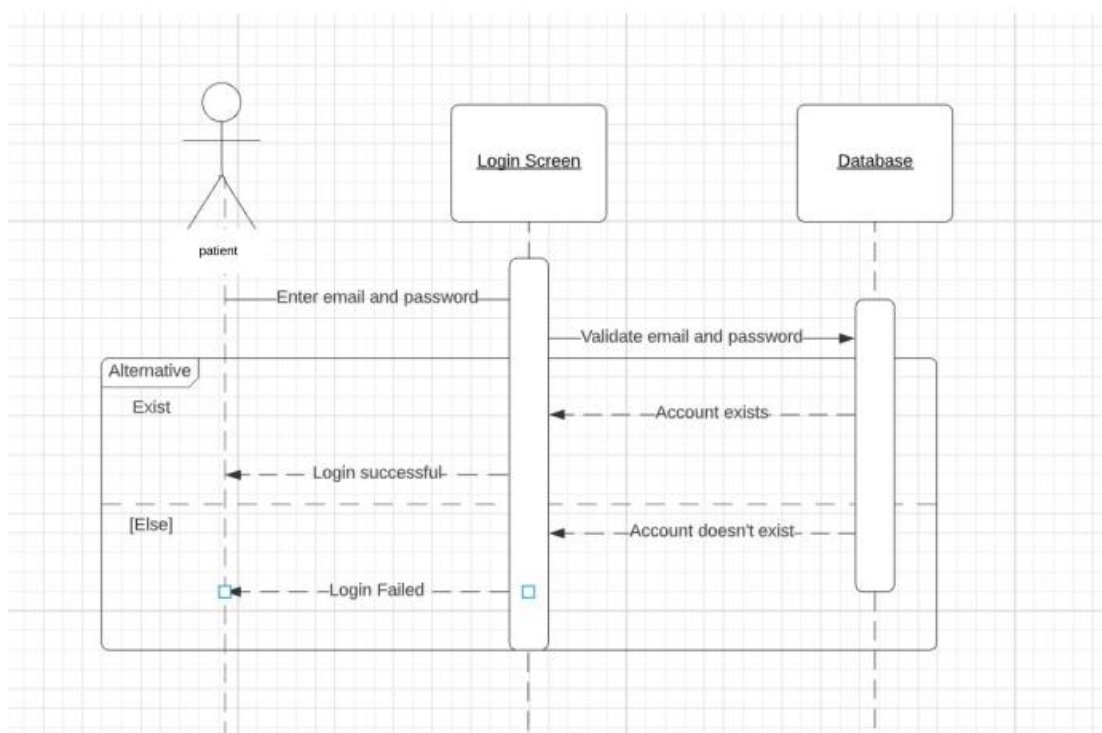 Login Screen
Database
patient
Enter email and password
Validate email and password
Alternative
Exist
Account exists
Login successful
[Else]
Account doesn't exist
Login Failed